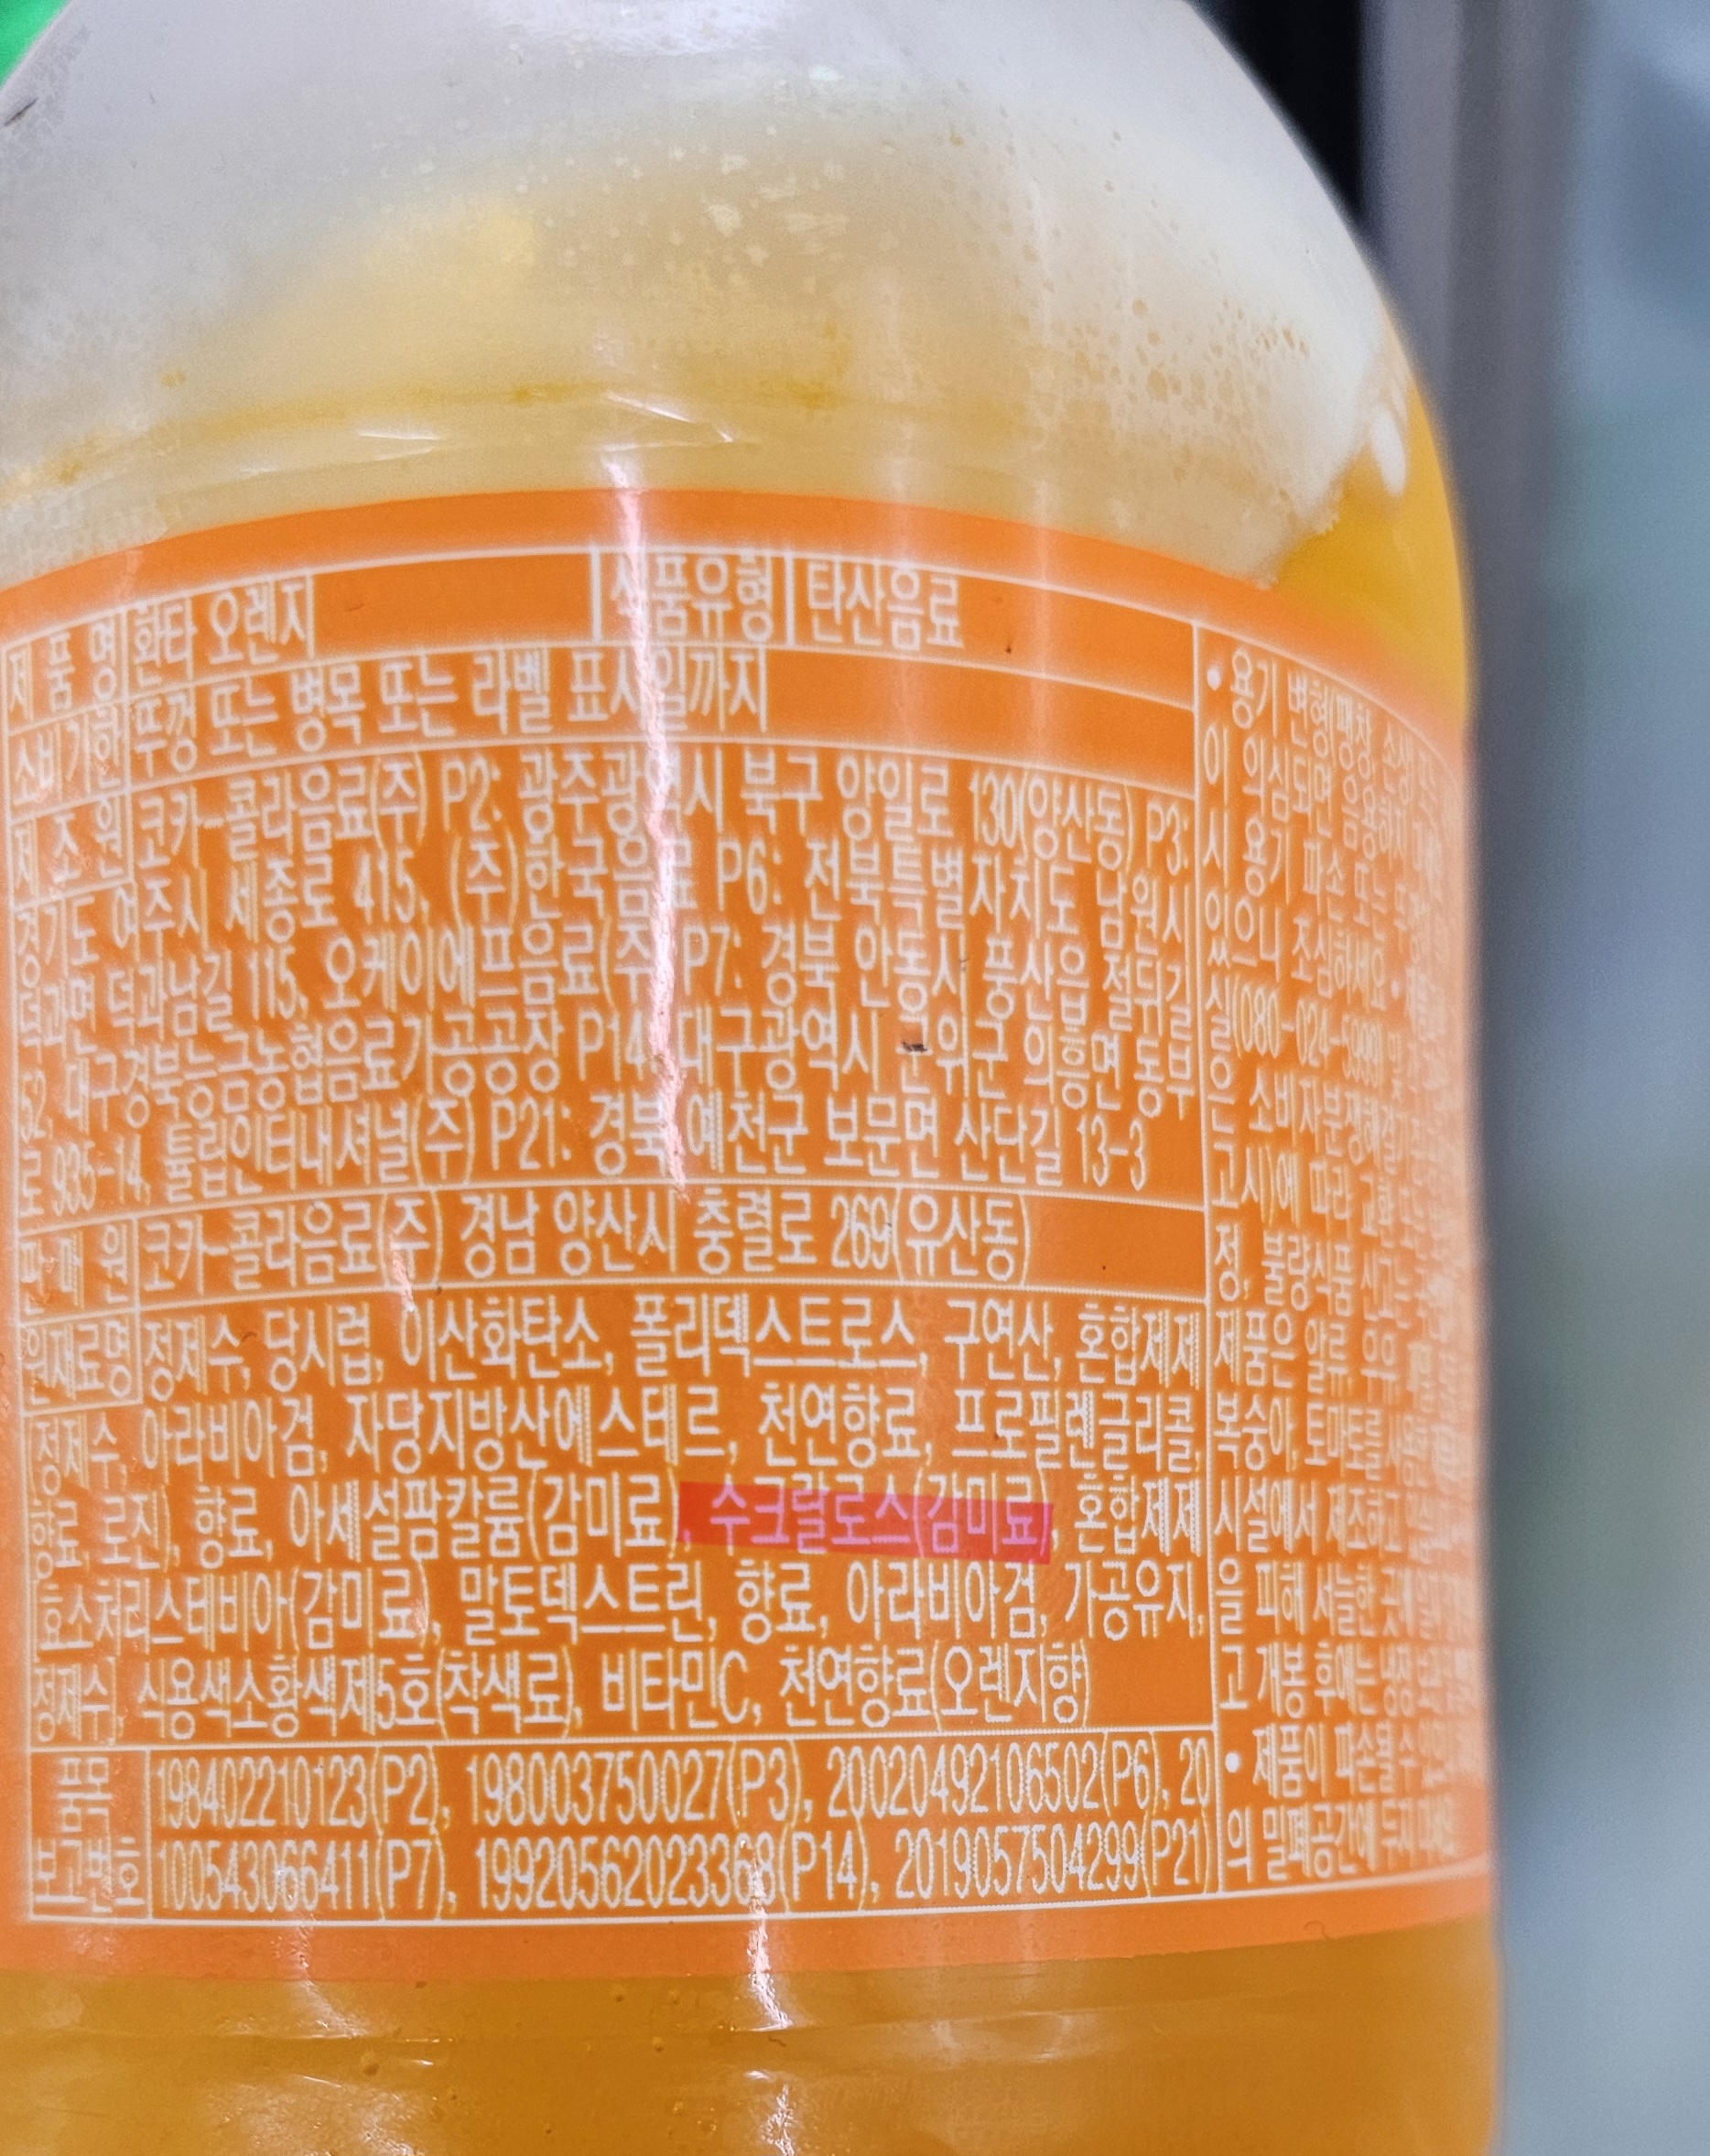 제 품 명 환타 오렌지 식품유형 탄산음료
소비기한 뚜껑 또는 병목 또는 라벨 표시일까지
제 조 원 코카-콜라음료(주) P2: 광주광역시 북구 양일로 130(양산동) P3:
경기도 여주시 세종로 415, (주)한국음료 P6: 전북특별자치도 남원시
덕과면 덕과남길 115, 오케이에프음료(주) P7: 경북 안동시 풍산읍 절뒤길
52, 대구경북능금농협음료가공공장 P14: 대구광역시 군위군 의흥면 동부
로 935-14, 튤립인터내셔널(주) P21: 경북 예천군 보문면 산단길 13-3
판 매 원 코카-콜라음료(주) 경남 양산시 충렬로 269(유산동)
원재료명 정제수, 당시럽, 이산화탄소, 폴리덱스트로스, 구연산, 혼합제제
정제수, 아라비아검, 자당지방산에스테르, 천연향료, 프로필렌글리콜,
향료, 로진), 향료, 아세설팜칼륨(감미료), 수크랄로스(감미료), 혼합제제
효소처리스테비아(감미료), 말토덱스트린, 향료, 아라비아검, 가공유지,
정제수), 식용색소황색제5호(착색료), 비타민C, 천연향료(오렌지향)
품목
보고번호 198402210123(P2), 198003750027(P3), 20020492106502(P6), 20
100543066411(P7), 19920562023368(P14), 2019057504299(P21)
• 용기 변형(팽창, 손상
이 의심되면 음용하지
시 용기 파손 또는
있으니 조심하세요. •
실(080-024-5999) 및
은 소비자분쟁해결기
고시)에 따라 교환 또는
정, 불량식품 신고는
제품은 알류, 우유
복숭아, 토마토를 사용한
시설에서 제조하고
을 피해 서늘한 곳에
고 개봉 후에는 냉장
• 제품이 파손될 수
의 밀폐공간에 두지